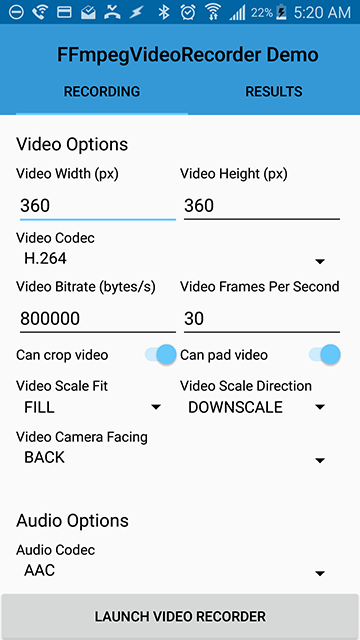 22% 5:20 AM
FFmpegVideoRecorder Demo
RECORDING RESULTS
Video Options
Video Width (px) Video Height (px)
360 360
Video Codec
H.264
Video Bitrate (bytes/s) Video Frames Per Second
800000 30
Can crop video Can pad video
Video Scale Fit Video Scale Direction
FILL DOWNSCALE
Video Camera Facing
BACK
Audio Options
Audio Codec
AAC
LAUNCH VIDEO RECORDER